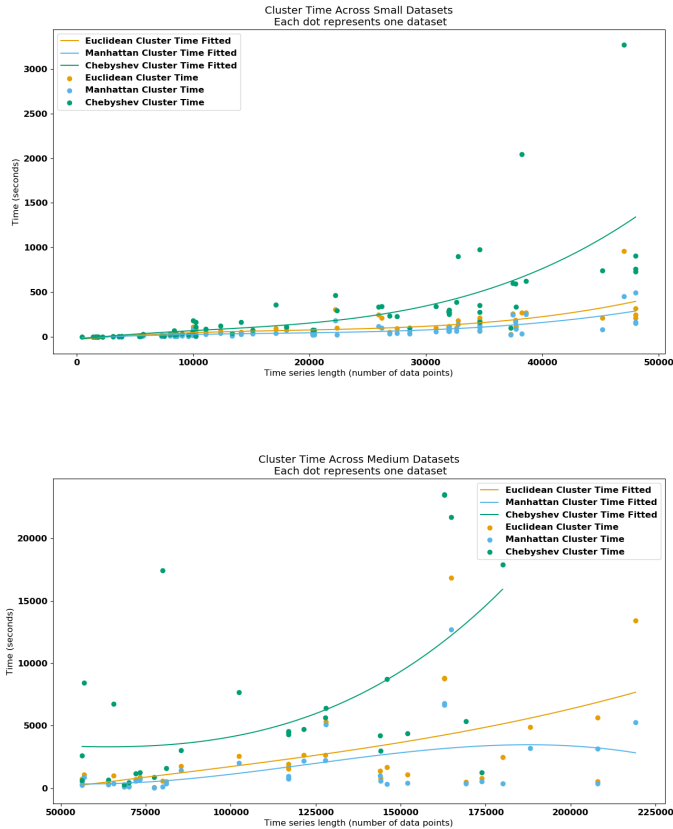 Cluster Time Across Small Datasets
Each dot represents one dataset
Euclidean Cluster Time Fitted
Manhattan Cluster Time Fitted
Chebyshev Cluster Time Fitted
Euclidean Cluster Time
Manhattan Cluster Time
Chebyshev Cluster Time
Time (seconds)
3000
2500
2000
1500
1000
500
0
0
10000
20000
30000
40000
50000
Time series length (number of data points)
Cluster Time Across Medium Datasets
Each dot represents one dataset
Euclidean Cluster Time Fitted
Manhattan Cluster Time Fitted
Chebyshev Cluster Time Fitted
Euclidean Cluster Time
Manhattan Cluster Time
Chebyshev Cluster Time
Time (seconds)
20000
15000
10000
5000
0
50000
75000
100000
125000
150000
175000
200000
225000
Time series length (number of data points)